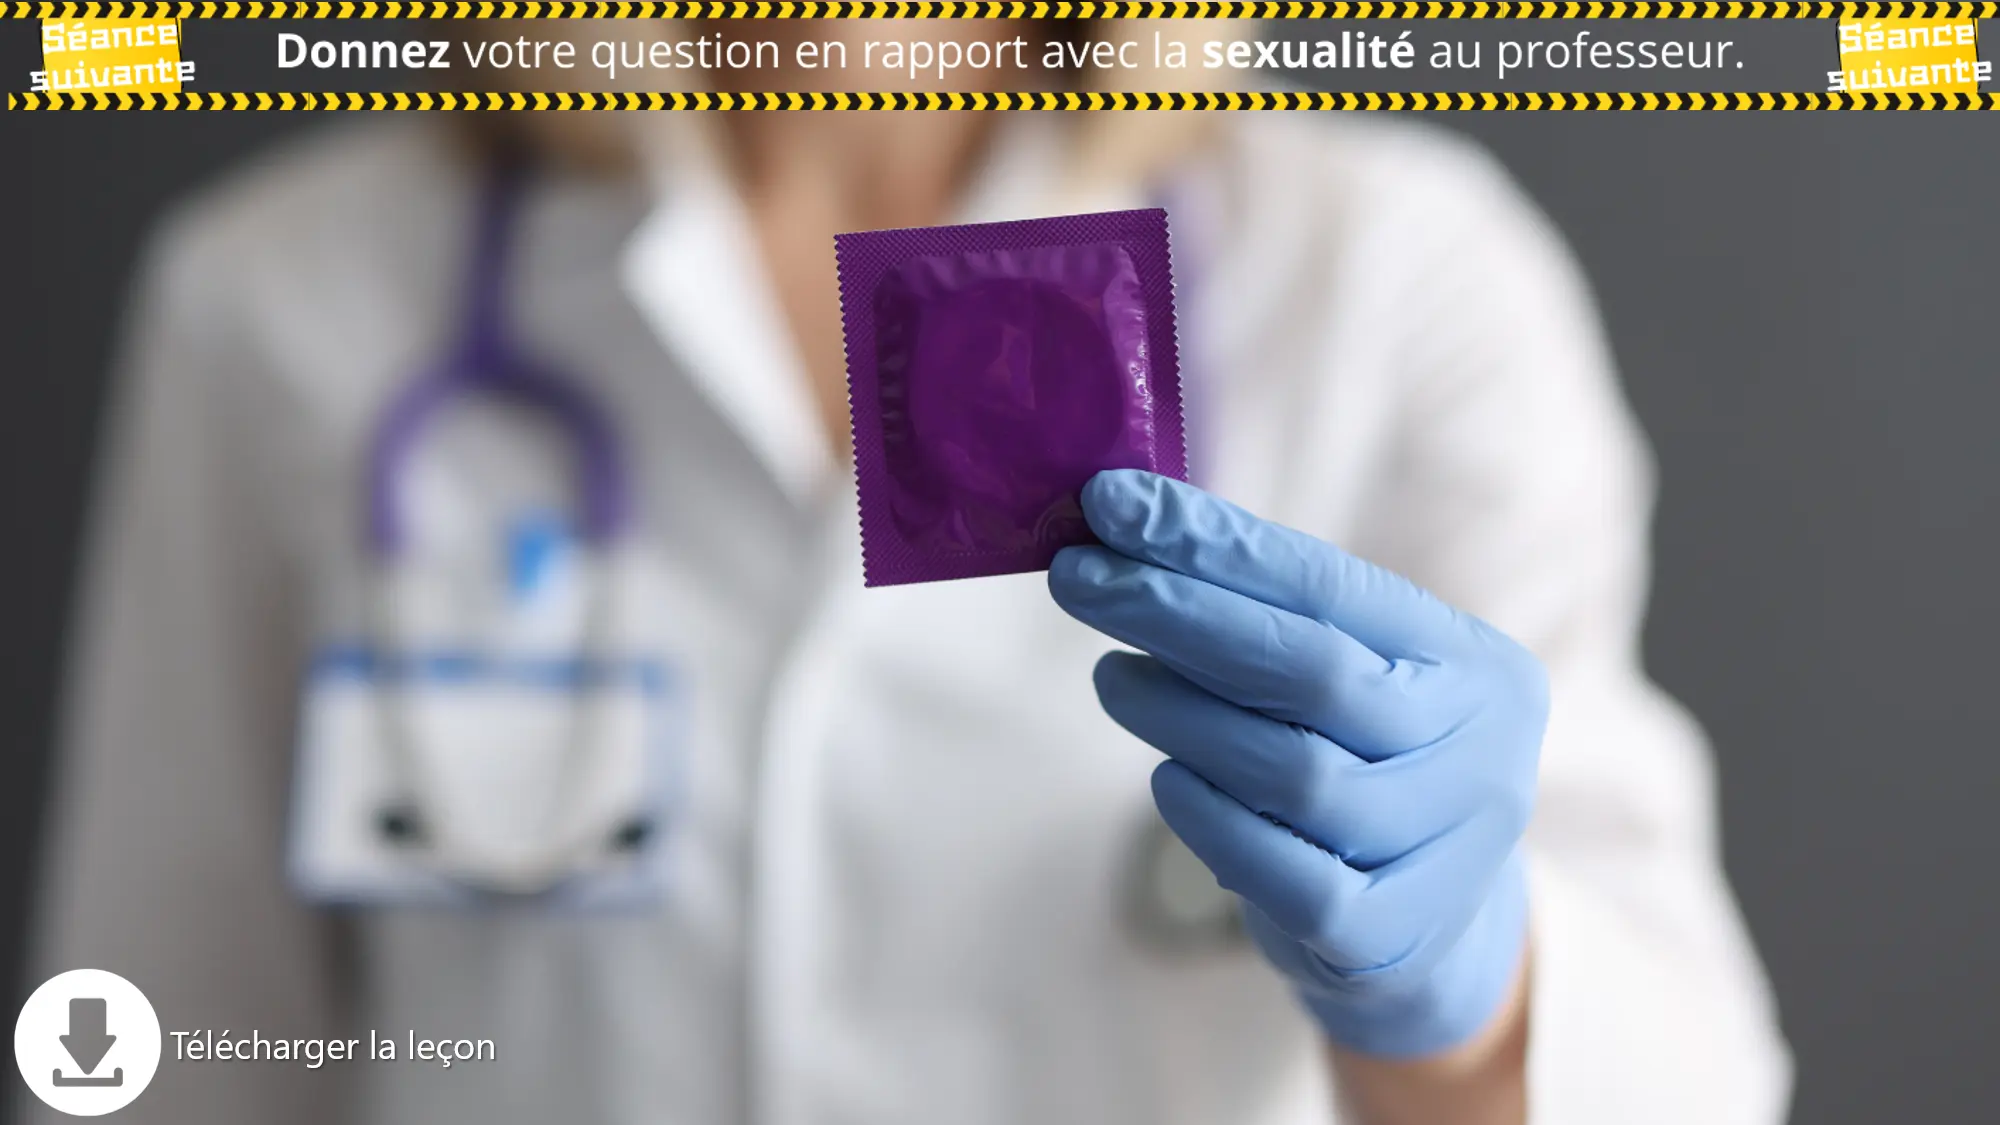 Séance
suivante
Donnez votre question en rapport avec la sexualité au professeur.
Séance
suivante
Télécharger la leçon